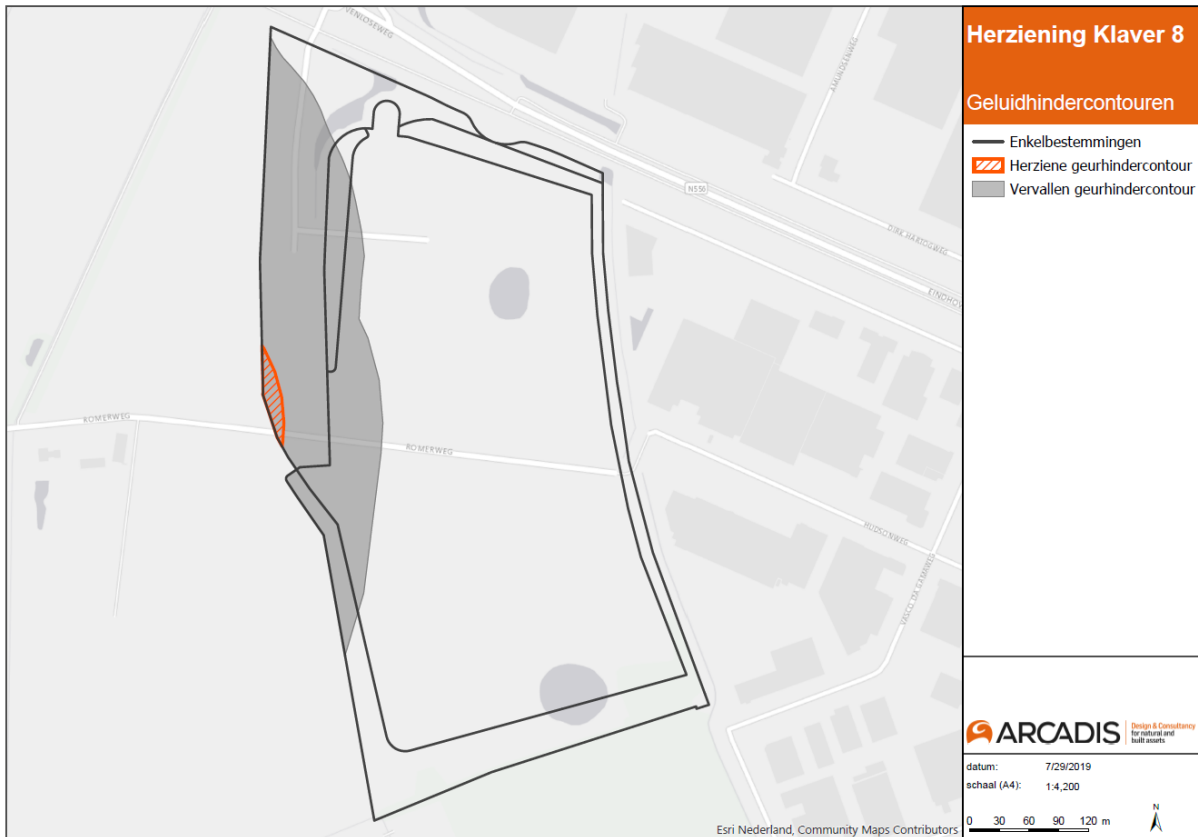 VENLOSEWEG
AMUNDSENWEG
N556
DIRK HARTOGWEG
EINDHOV
ROMERWEG
ROMERWEG
HUDSONWEG
VASCO DA GAMAWEG
Esri Nederland, Community Maps Contributors
Herziening Klaver 8
Geluidhindercontouren
Enkelbestemmingen
Herziene geurhindercontour
Vervallen geurhindercontour
ARCADIS
Design & Consultancy
for natural and
built assets
datum: 7/29/2019
schaal (A4): 1:4,200
0 30 60 90 120 m
N